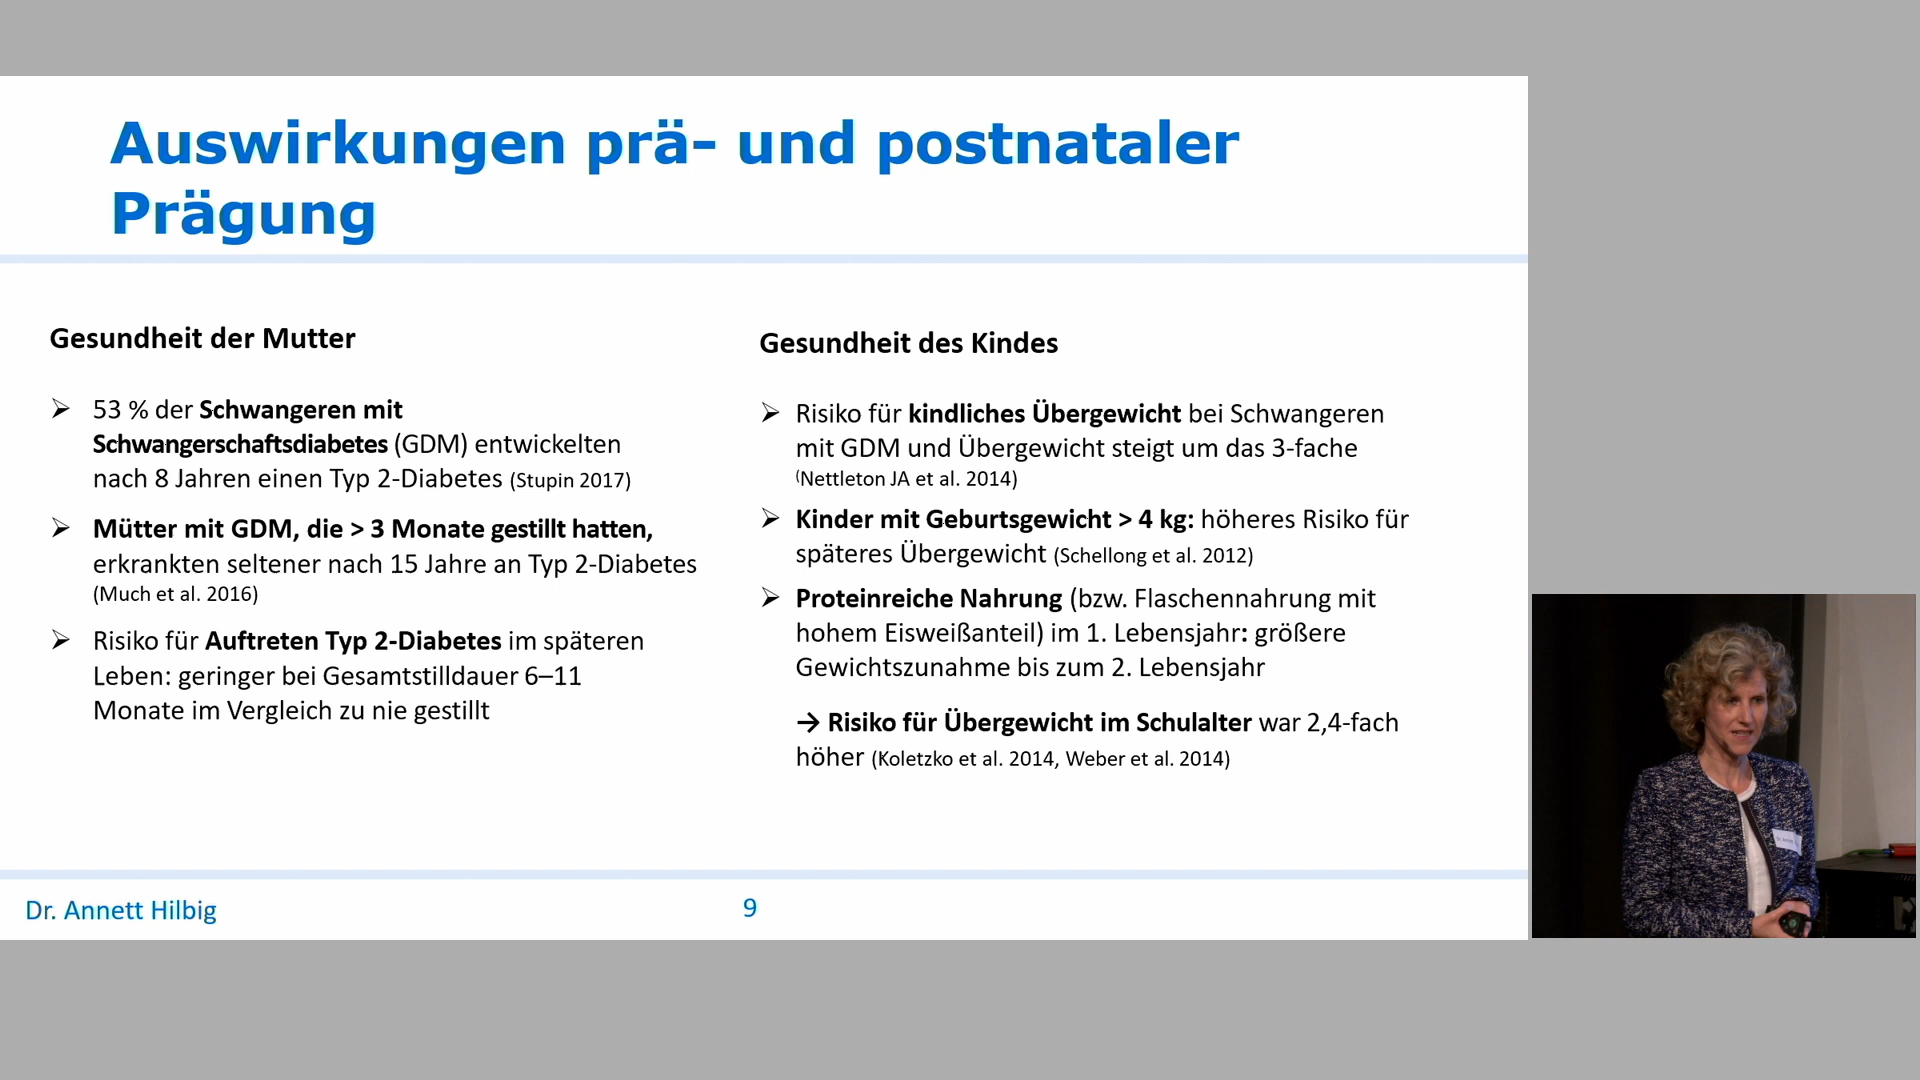 Auswirkungen prä- und postnataler
Prägung
Gesundheit der Mutter
➢ 53 % der Schwangeren mit
Schwangerschaftsdiabetes (GDM) entwickelten
nach 8 Jahren einen Typ 2-Diabetes (Stupin 2017)
➢ Mütter mit GDM, die > 3 Monate gestillt hatten,
erkrankten seltener nach 15 Jahre an Typ 2-Diabetes
(Much et al. 2016)
➢ Risiko für Auftreten Typ 2-Diabetes im späteren
Leben: geringer bei Gesamtstilldauer 6–11
Monate im Vergleich zu nie gestillt
Gesundheit des Kindes
➢ Risiko für kindliches Übergewicht bei Schwangeren
mit GDM und Übergewicht steigt um das 3-fache
(Nettleton JA et al. 2014)
➢ Kinder mit Geburtsgewicht > 4 kg: höheres Risiko für
späteres Übergewicht (Schellong et al. 2012)
➢ Proteinreiche Nahrung (bzw. Flaschennahrung mit
hohem Eisweißanteil) im 1. Lebensjahr: größere
Gewichtszunahme bis zum 2. Lebensjahr
→ Risiko für Übergewicht im Schulalter war 2,4-fach
höher (Koletzko et al. 2014, Weber et al. 2014)
Dr. Annett Hilbig
9